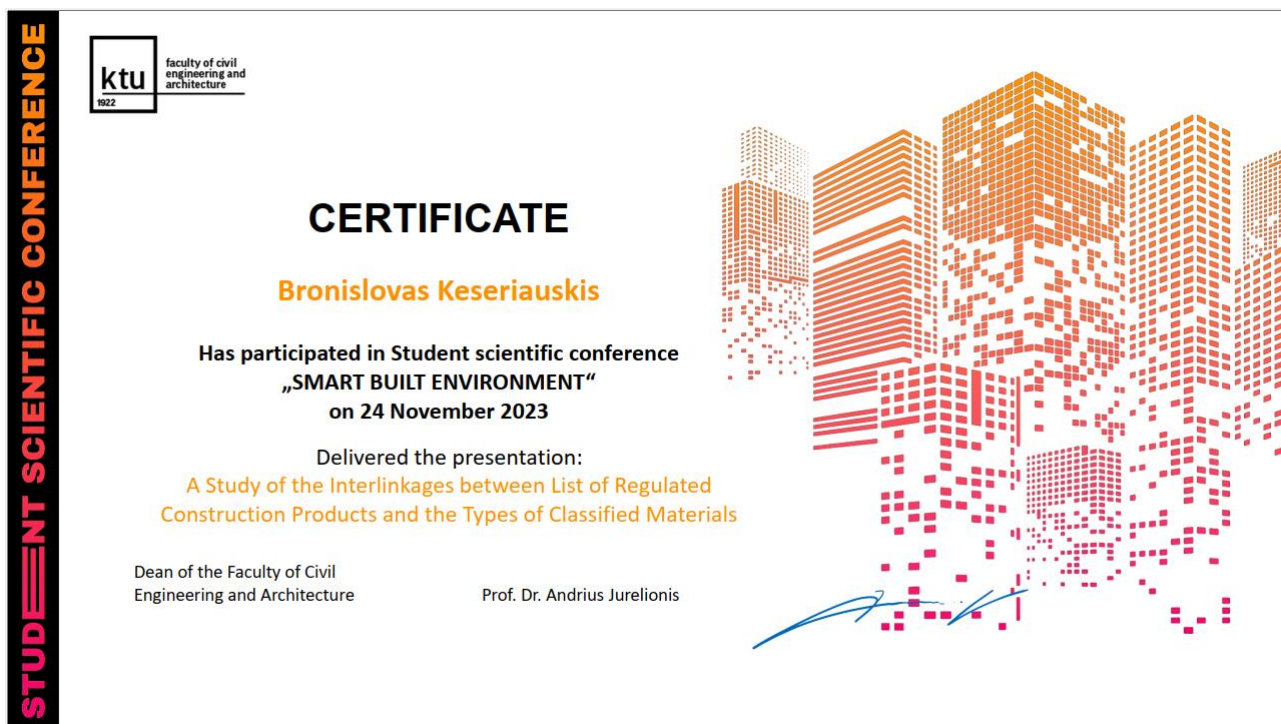 STUDENT SCIENTIFIC CONFERENCE
ktu
1922
faculty of civil
engineering and
architecture
CERTIFICATE
Bronislovas Keseriauskis
Has participated in Student scientific conference
„SMART BUILT ENVIRONMENT“
on 24 November 2023
Delivered the presentation:
A Study of the Interlinkages between List of Regulated
Construction Products and the Types of Classified Materials
Dean of the Faculty of Civil
Engineering and Architecture
Prof. Dr. Andrius Jurelionis